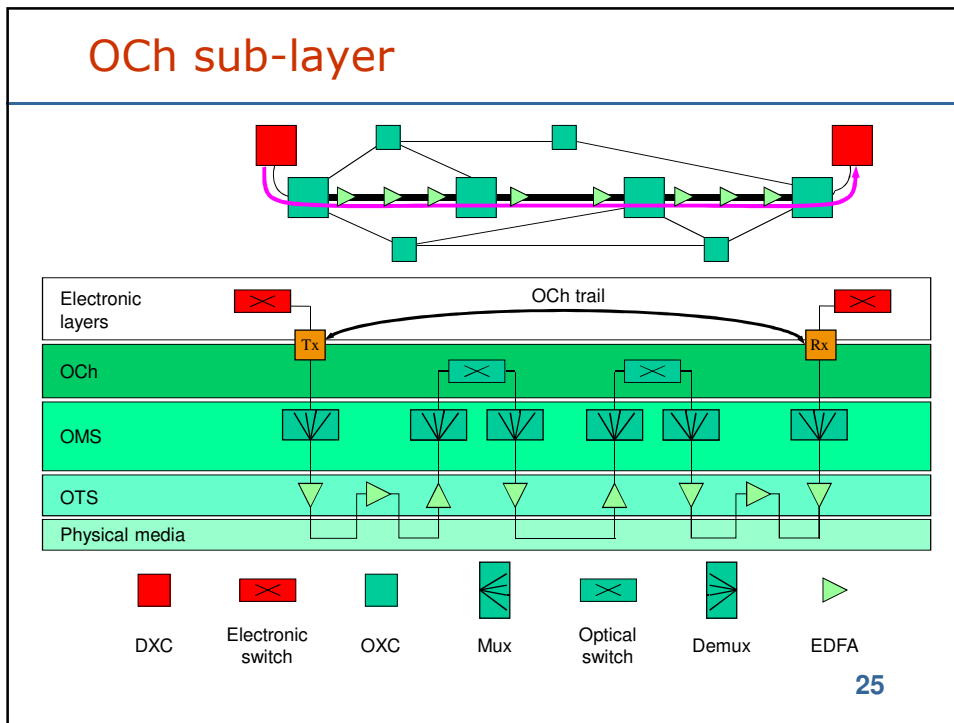 OCh sub-layer
Electronic
layers
OCh trail
Tx
Rx
OCh
OMS
OTS
Physical media
DXC
Electronic
switch
OXC
Mux
Optical
switch
Demux
EDFA
25